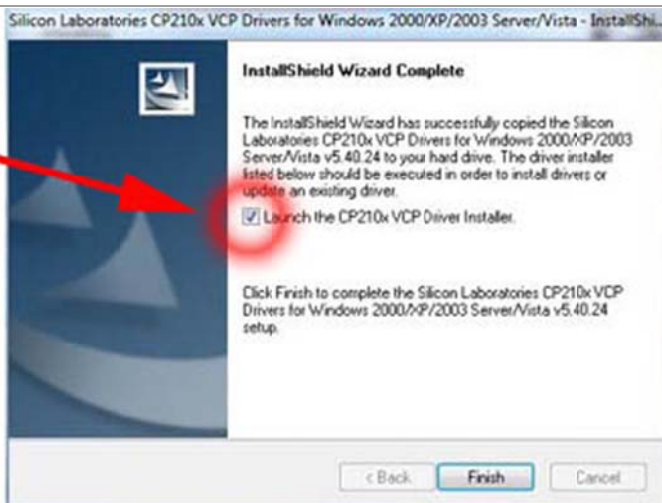 Silicon Laboratories CP210x VCP Drivers for Windows 2000/XP/2003 Server/Vista - InstallShi...
InstallShield Wizard Complete
The InstallShield Wizard has successfully copied the Silicon
Laboratories CP210x VCP Drivers for Windows 2000/XP/2003
Server/Vista v5.40.24 to your hard drive. The driver installer
listed below should be executed in order to install drivers or
update an existing driver.
Launch the CP210x VCP Driver Installer.
Click Finish to complete the Silicon Laboratories CP210x VCP
Drivers for Windows 2000/XP/2003 Server/Vista v5.40.24
setup.
< Back Finish Cancel